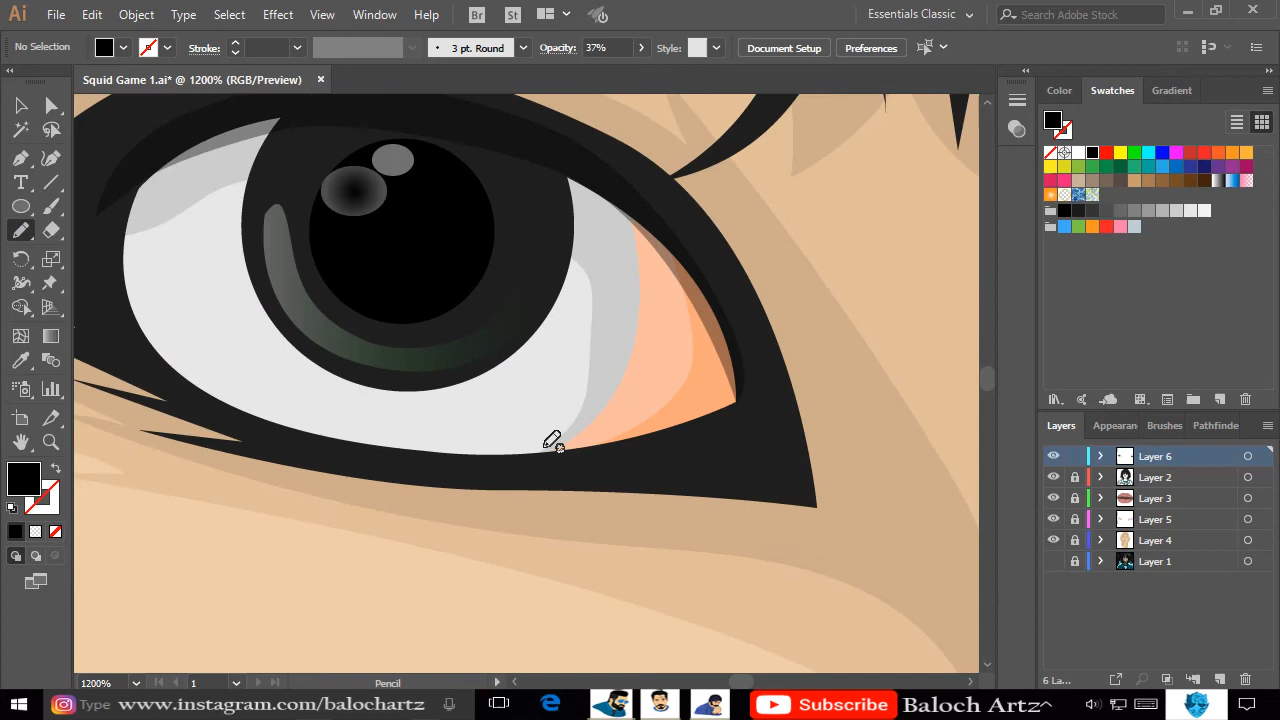 Ai File Edit Object Type Select Effect View Window Help Br St Essentials Classic Search Adobe Stock
No Selection Stroke: 3 pt. Round Opacity: 37% Style: Document Setup Preferences
Squid Game 1.ai* @ 1200% (RGB/Preview)
Color Swatches Gradient
Layers Appearan Brushes Pathfinde
Layer 6
Layer 2
Layer 3
Layer 5
Layer 4
Layer 1
1200% 1 Pencil 6 La...
Type www.instagram.com/balochartz Subscribe Baloch Artz